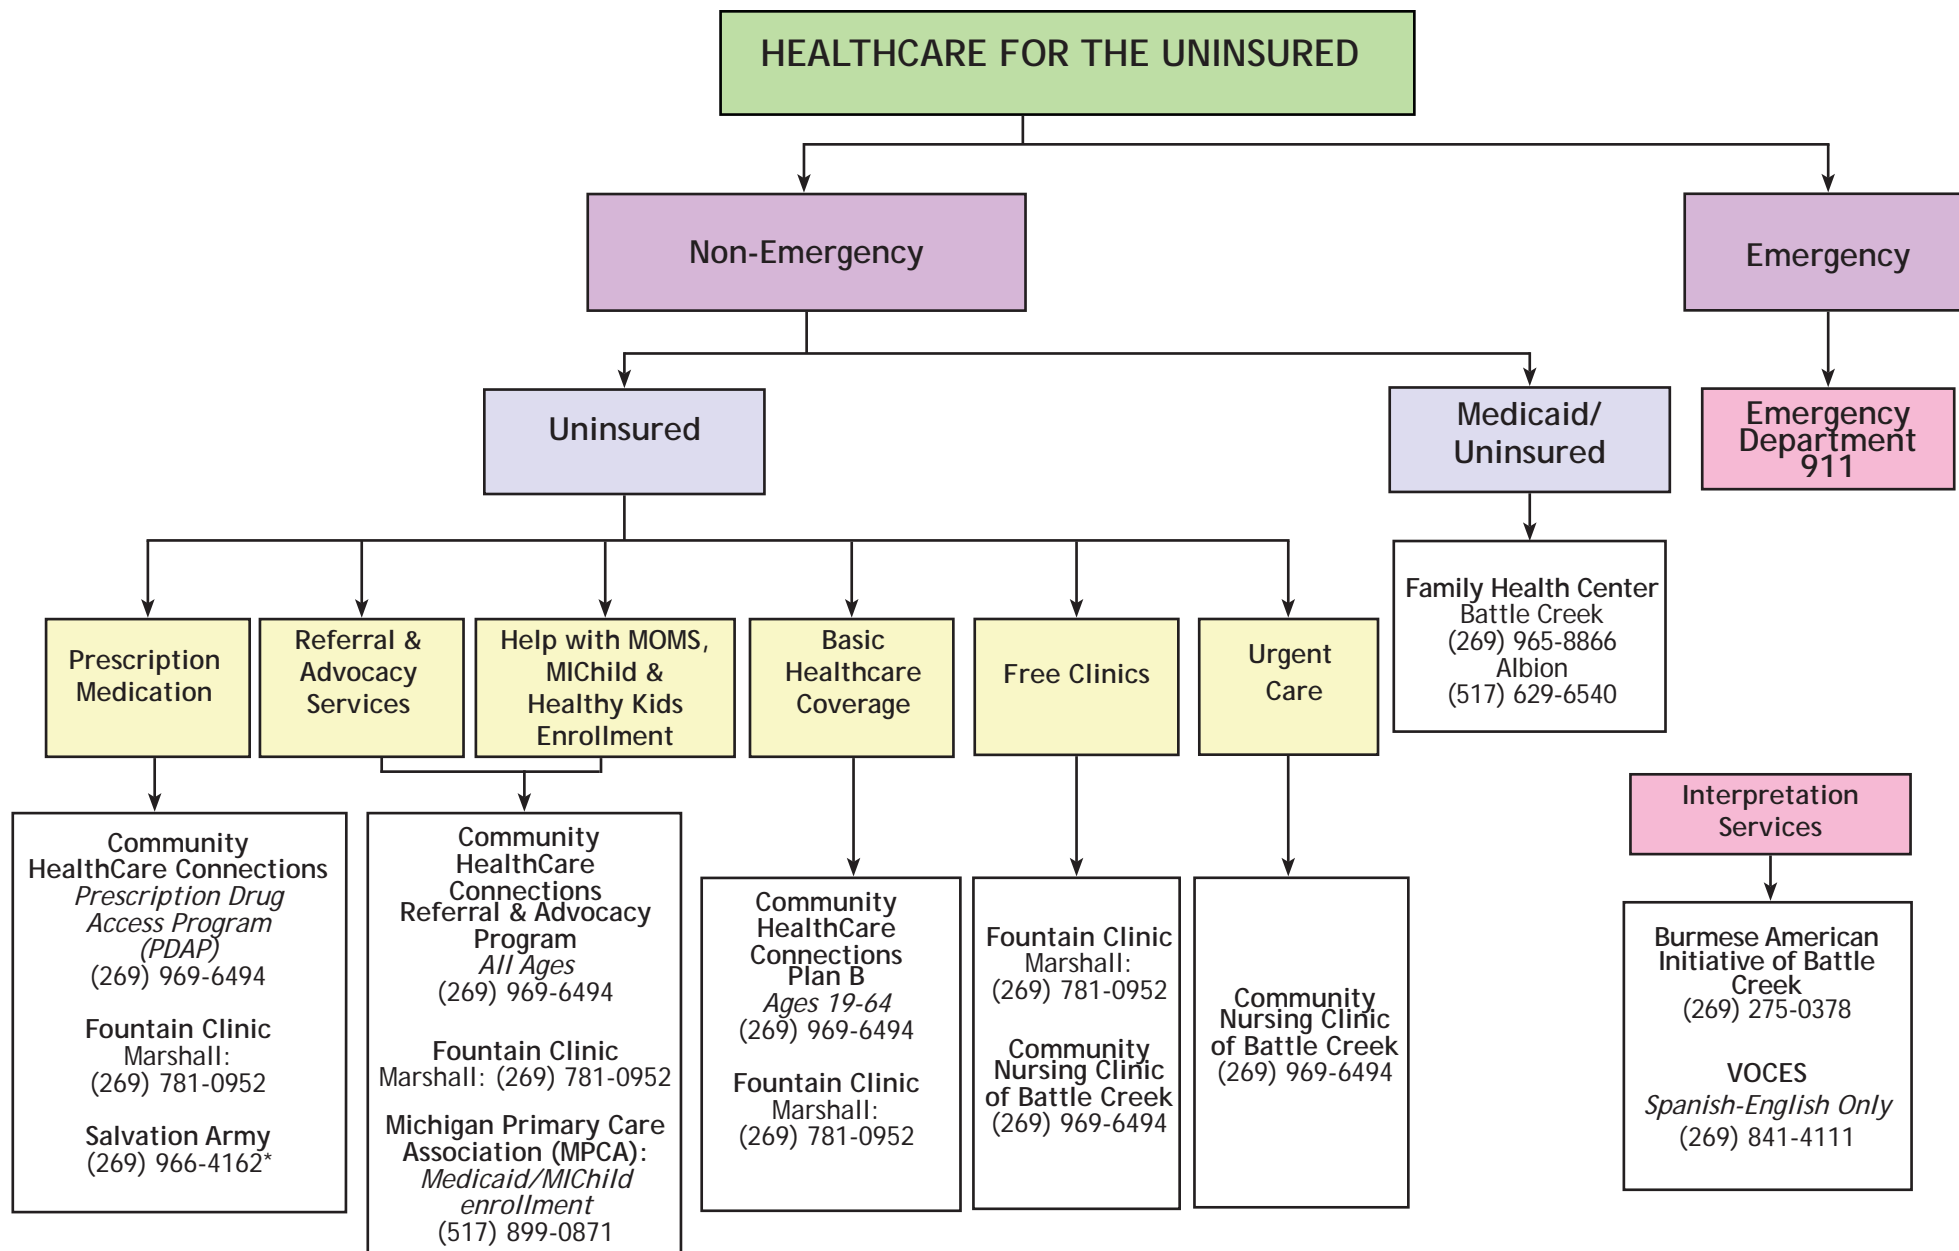 HEALTHCARE FOR THE UNINSURED
Non-Emergency
Emergency
Uninsured
Medicaid/
Uninsured
Emergency
Department
911
Prescription
Medication
Referral &
Advocacy
Services
Help with MOMS,
MIChild &
Healthy Kids
Enrollment
Basic
Healthcare
Coverage
Free Clinics
Urgent
Care
Family Health Center
Battle Creek
(269) 965-8866
Albion
(517) 629-6540
Community
HealthCare Connections
Prescription Drug
Access Program
(PDAP)
(269) 969-6494
Fountain Clinic
Marshall:
(269) 781-0952
Salvation Army
(269) 966-4162*
Community
HealthCare
Connections
Referral & Advocacy
Program
All Ages
(269) 969-6494
Fountain Clinic
Marshall: (269) 781-0952
Michigan Primary Care
Association (MPCA):
Medicaid/MIChild
enrollment
(517) 899-0871
Community
HealthCare
Connections
Plan B
Ages 19-64
(269) 969-6494
Fountain Clinic
Marshall:
(269) 781-0952
Fountain Clinic
Marshall:
(269) 781-0952
Community
Nursing Clinic
of Battle Creek
(269) 969-6494
Community
Nursing Clinic
of Battle Creek
(269) 969-6494
Interpretation
Services
Burmese American
Initiative of Battle
Creek
(269) 275-0378
VOCES
Spanish-English Only
(269) 841-4111